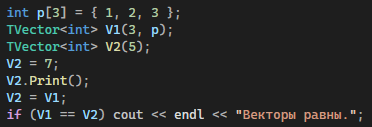 int p[3] = { 1, 2, 3 };
TVector<int> V1(3, p);
TVector<int> V2(5);
V2 = 7;
V2.Print();
V2 = V1;
if (V1 == V2) cout << endl << "Векторы равны.";